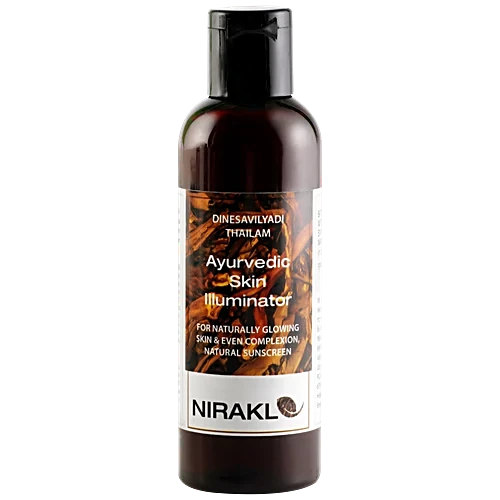 DINESAVILYADI
THAILAM
Ayurvedic
Skin
Illuminator
FOR NATURALLY GLOWING
SKIN & EVEN COMPLEXION,
NATURAL SUNSCREEN
NIRAKL